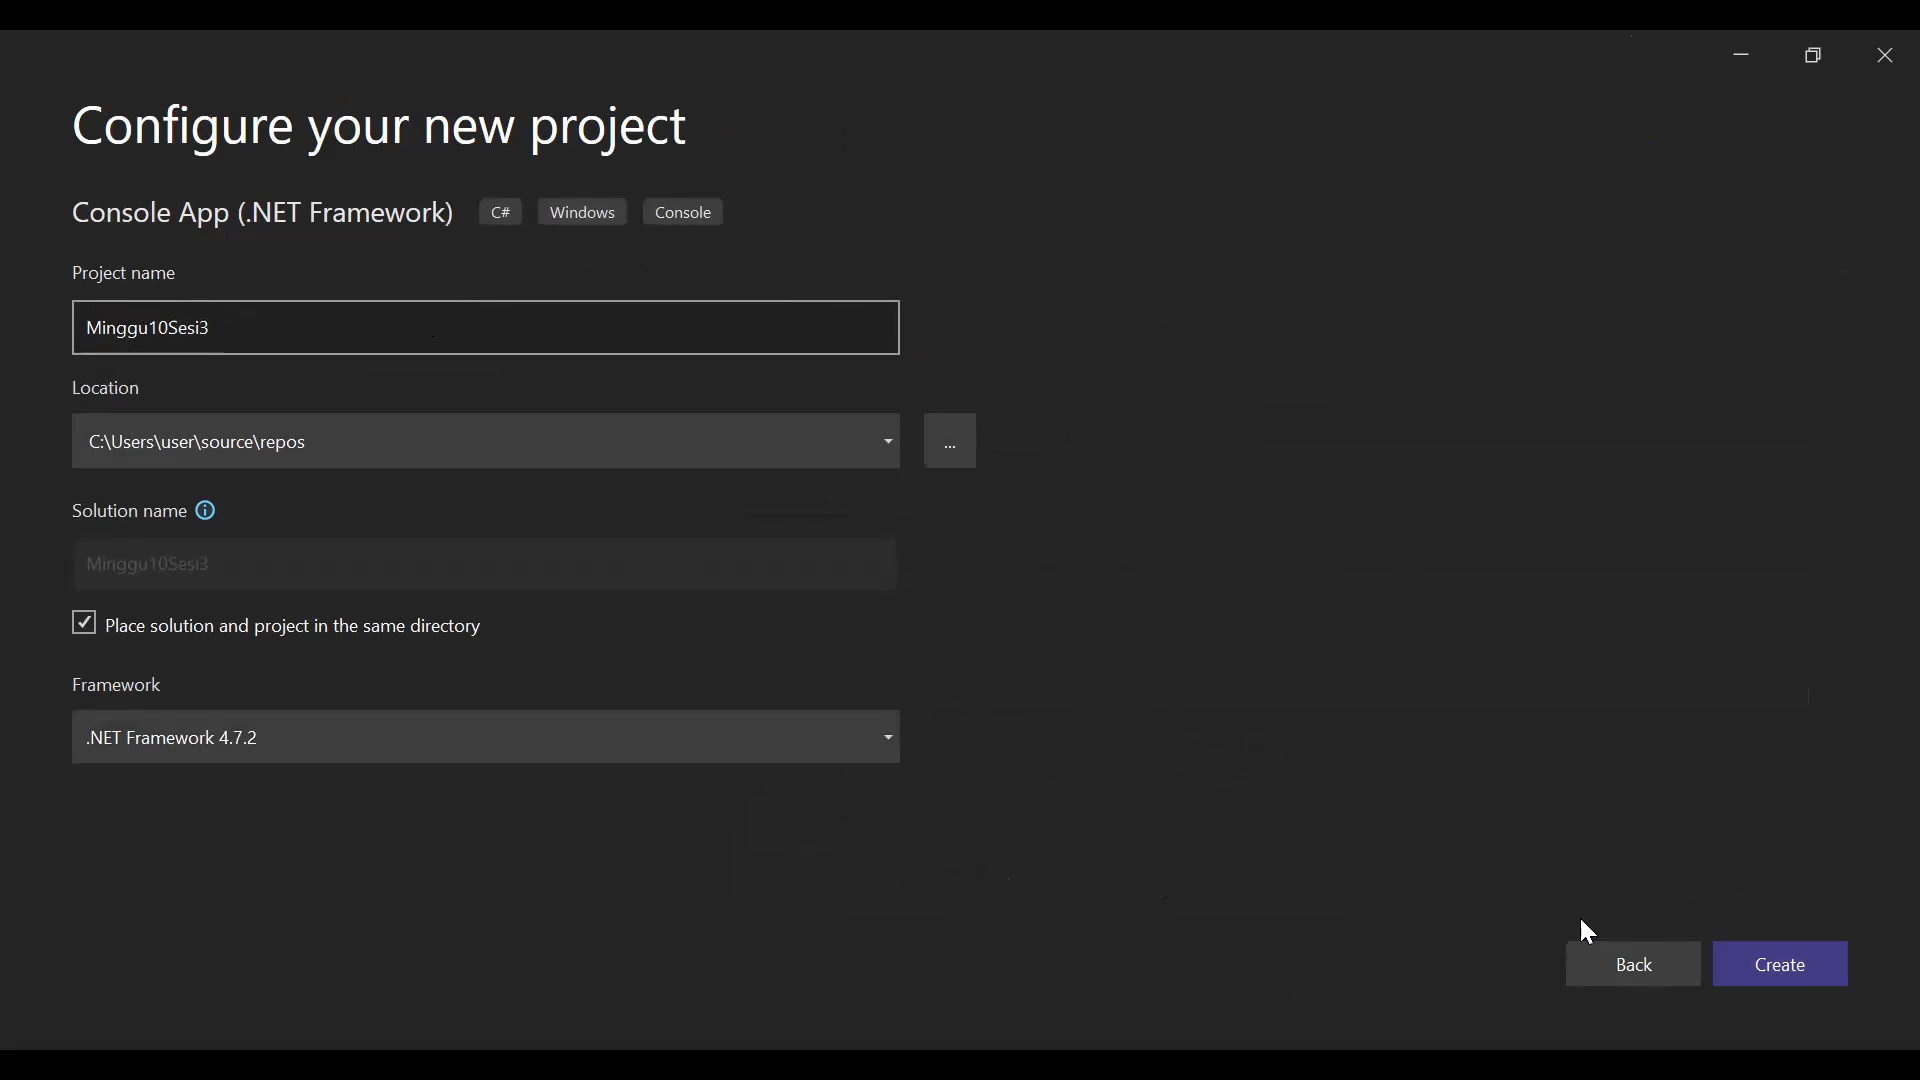 Configure your new project
Console App (.NET Framework) C# Windows Console
Project name
Minggu10Sesi3
Location
C:\Users\user\source\repos
...
Solution name
Minggu10Sesi3
Place solution and project in the same directory
Framework
.NET Framework 4.7.2
Back Create